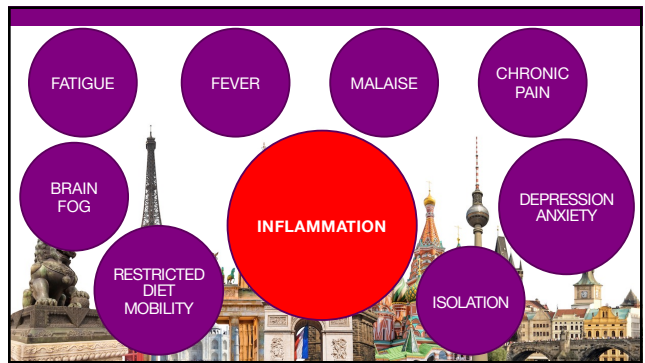 FATIGUE
FEVER
MALAISE
CHRONIC
PAIN
BRAIN
FOG
INFLAMMATION
DEPRESSION
ANXIETY
RESTRICTED
DIET
MOBILITY
ISOLATION